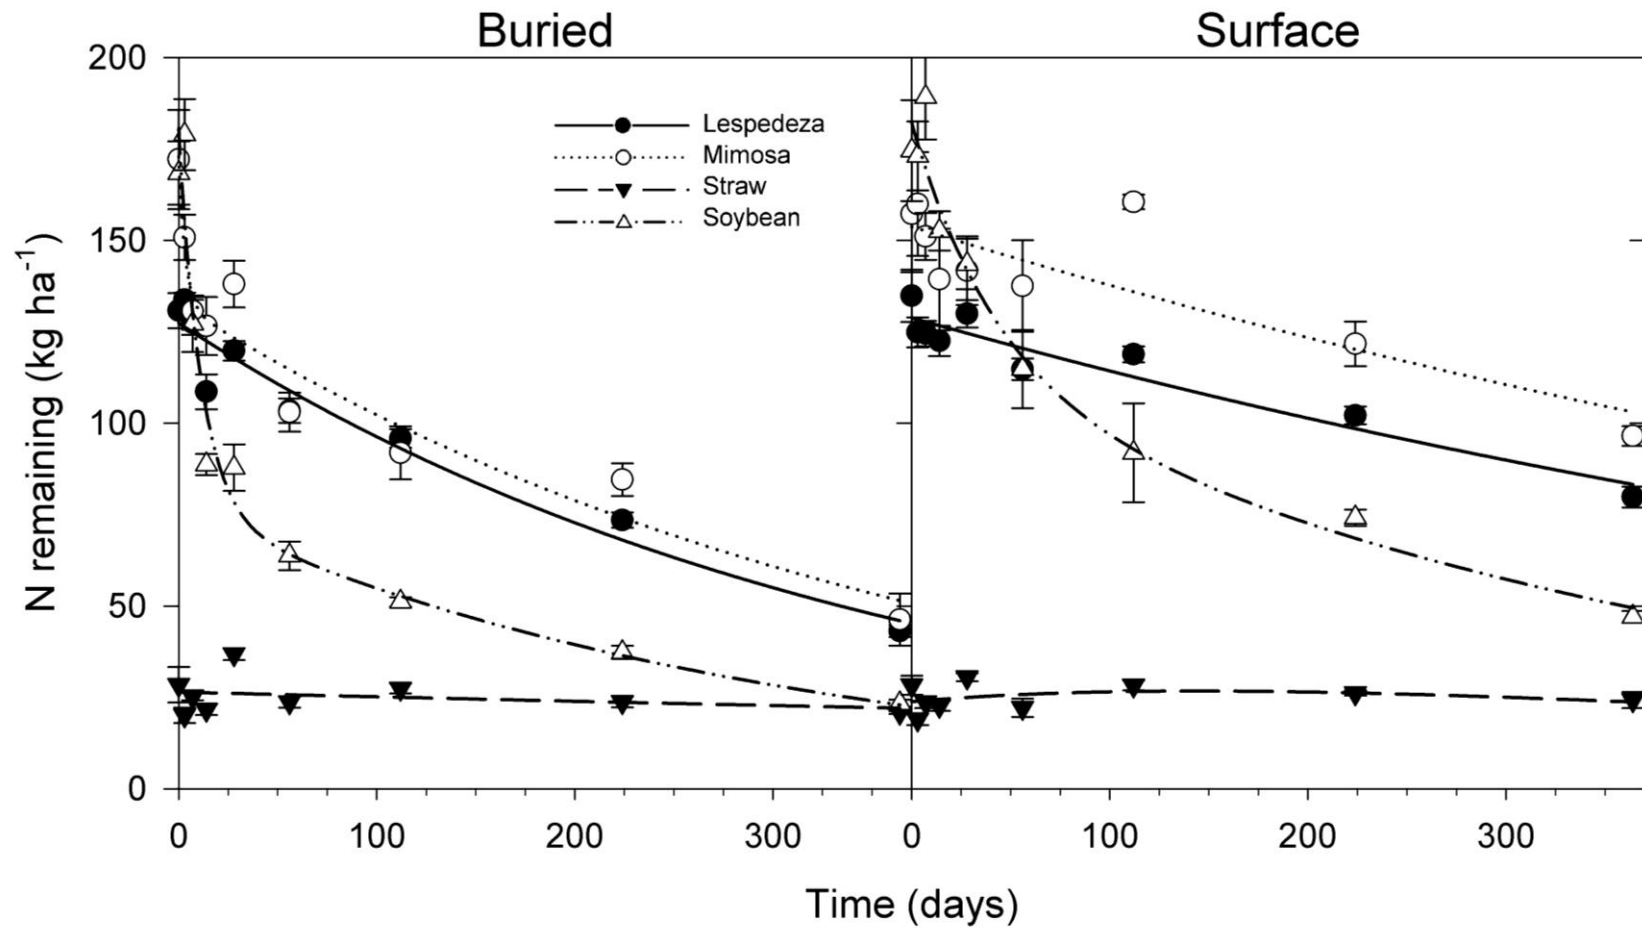 Buried
Surface
200
150
100
50
0
N remaining (kg ha⁻¹)
Lespedeza
Mimosa
Straw
Soybean
0 100 200 300 0 100 200 300
Time (days)